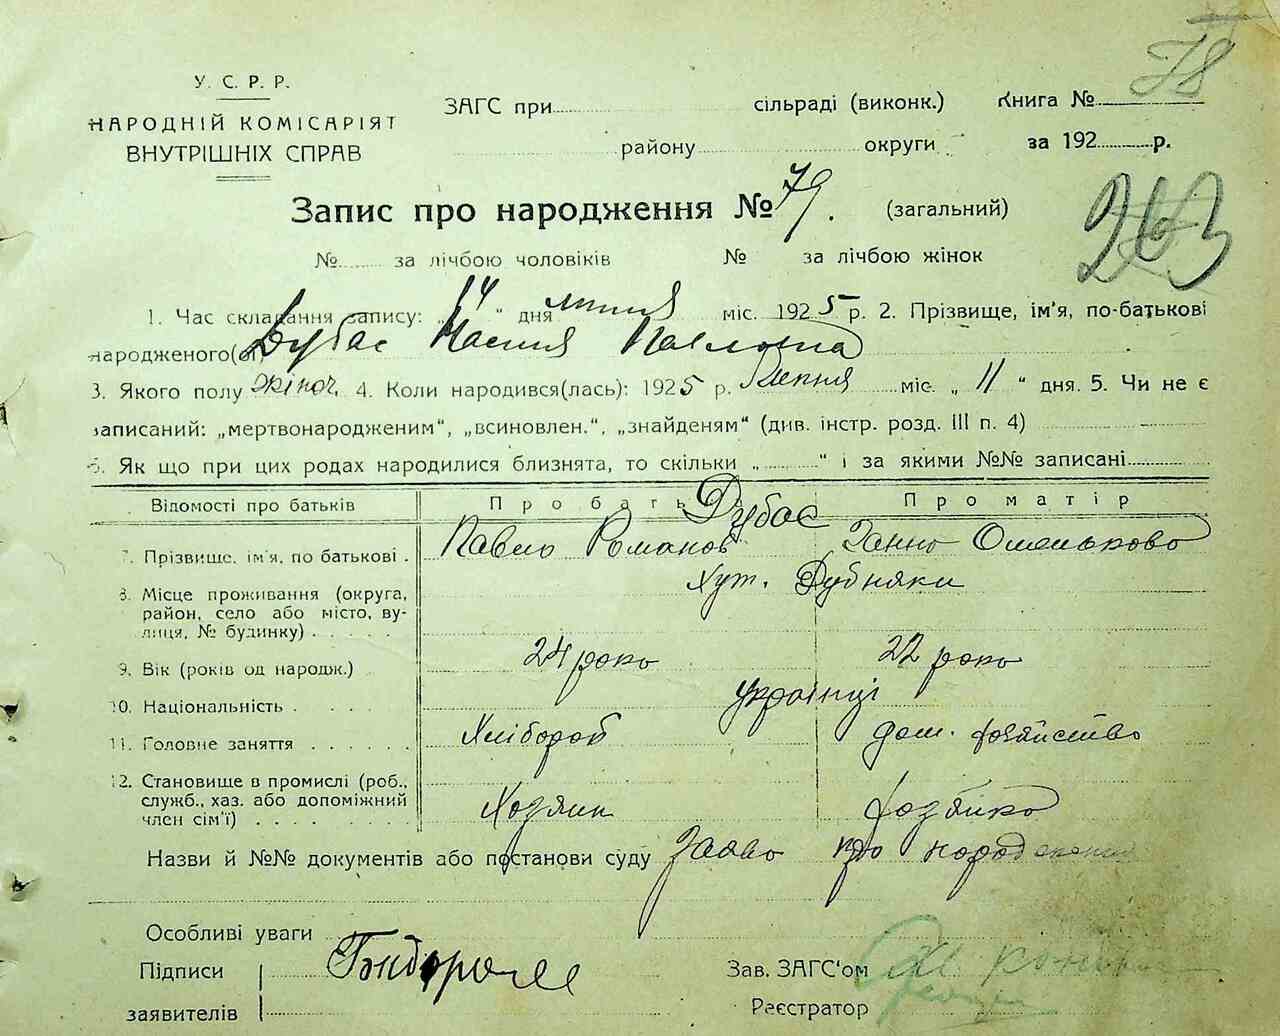 78
У. С. Р. Р.
НАРОДНІЙ КОМІСАРІЯТ
ВНУТРІШНІХ СПРАВ
ЗАГС при сільраді (виконк.) Книга №
району округи за 192 р.
Запис про народження № 79. (загальний)
263
№ за лічбою чоловіків № за лічбою жінок
1. Час складання запису: „14“ дня липня міс. 1925 р. 2. Прізвище, ім'я, по-батькові
народженого(ої) Дубас Настя Павлова
3. Якого полу жіноч. 4. Коли народився(лась): 1925 р. Липня міс. „11“ дня. 5. Чи не є
записаний: „мертвонародженим“, „всиновлен.“, „знайденям“ (див. інстр. розд. III п. 4)
6. Як що при цих родах народилися близнята, то скільки „ “ і за якими №№ записані
Відомості про батьків Про батька Про матір
Дубас
7. Прізвище, ім'я, по батькові . Павло Романов Ганна Омелькова
8. Місце проживання (округа, район, село або місто, вулиця, № будинку) . . . . . Хут. Дубняки
9. Вік (років од народж.) 24 роки 22 роки
10. Національність . . . . . українці
11. Головне заняття . . . . . . Хлібороб дом. хозяйство
12. Становище в промислі (роб., служб., хаз. або допоміжний член сім'ї) . . . . . . . Хозяин хозяйка
Назви й №№ документів або постанови суду Заява про народження
Особливі уваги
Підписи
заявителів
Зав. ЗАГС'ом
Реєстратор